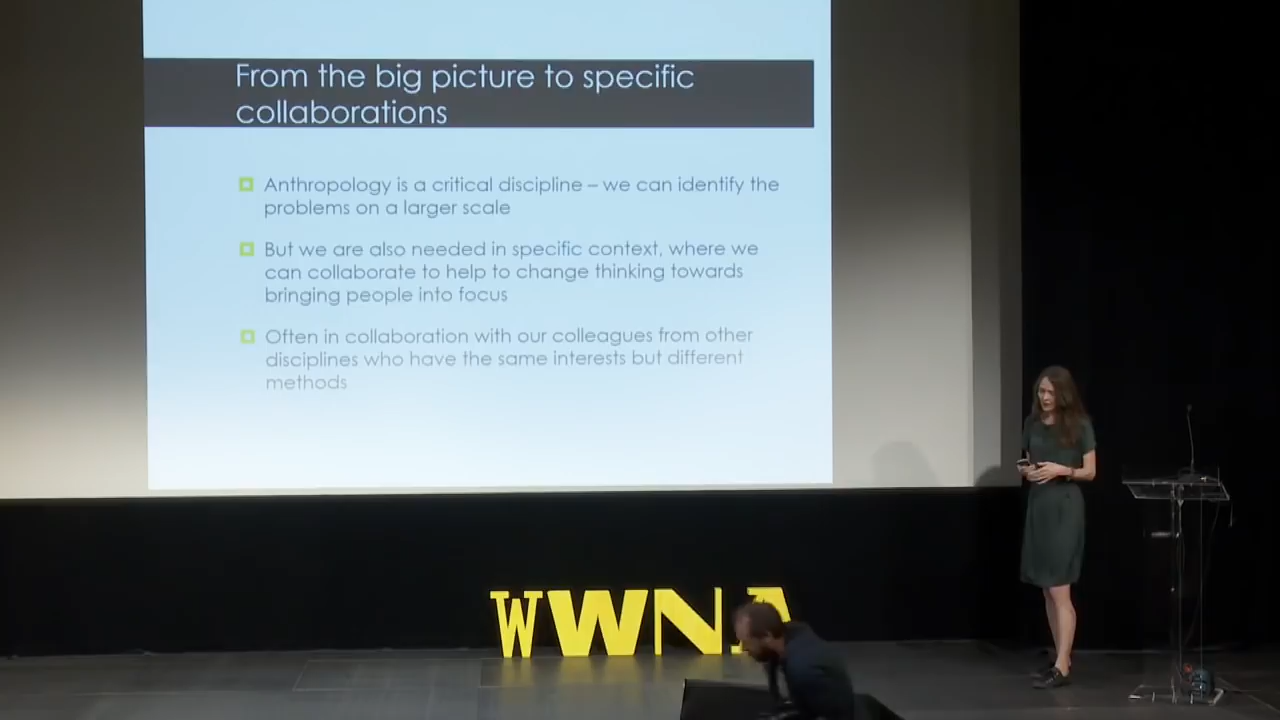 From the big picture to specific
collaborations
Anthropology is a critical discipline – we can identify the
problems on a larger scale
But we are also needed in specific context, where we
can collaborate to help to change thinking towards
bringing people into focus
Often in collaboration with our colleagues from other
disciplines who have the same interests but different
methods
WWNA